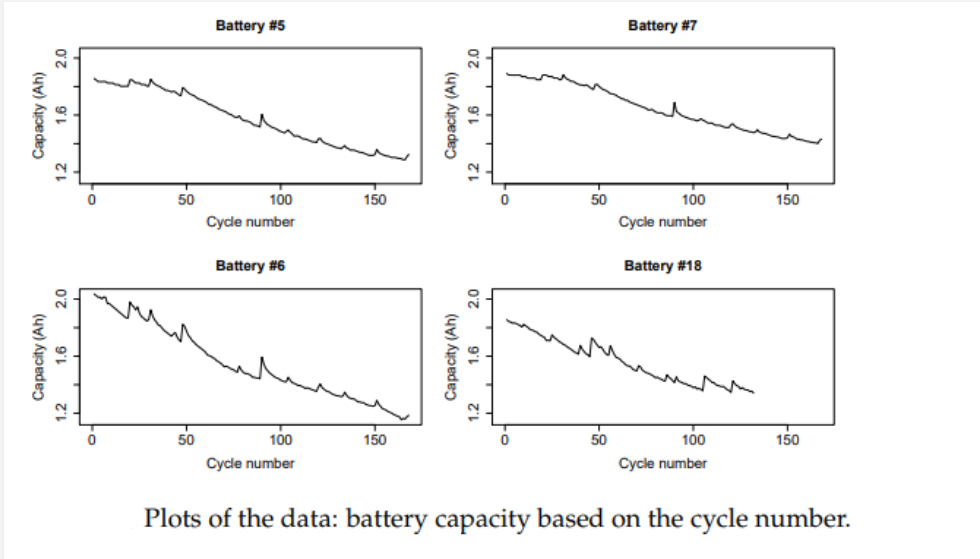 Battery #5
Capacity (Ah)
2.0
1.6
1.2
0 50 100 150
Cycle number
Battery #7
Capacity (Ah)
2.0
1.6
1.2
0 50 100 150
Cycle number
Battery #6
Capacity (Ah)
2.0
1.6
1.2
0 50 100 150
Cycle number
Battery #18
Capacity (Ah)
2.0
1.6
1.2
0 50 100 150
Cycle number
Plots of the data: battery capacity based on the cycle number.